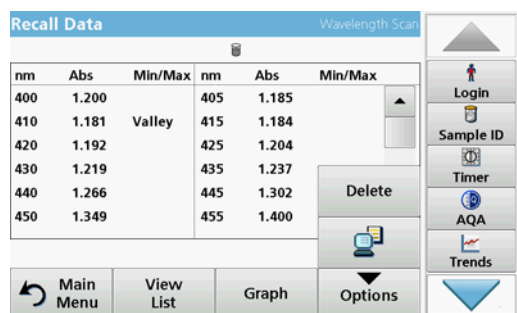 Recall Data Wavelength Scan
nm Abs Min/Max nm Abs Min/Max
400 1.200 405 1.185
410 1.181 Valley 415 1.184
420 1.192 425 1.204
430 1.219 435 1.237
440 1.266 445 1.302
450 1.349 455 1.400
Delete
Main Menu
View List
Graph
Options
Login
Sample ID
Timer
AQA
Trends